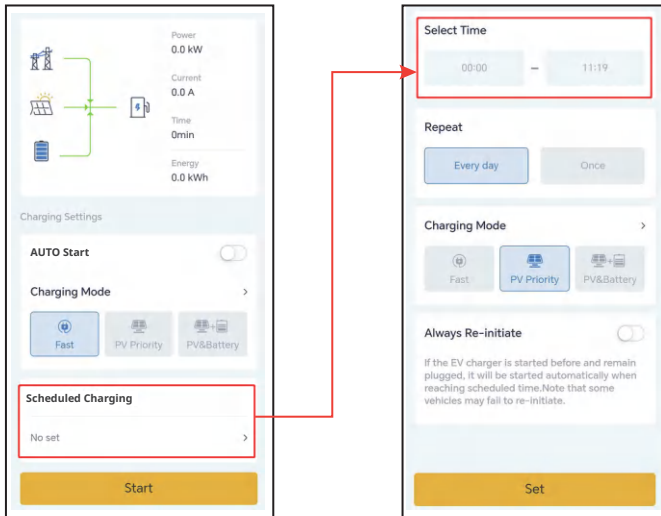 Power
0.0 kW
Current
0.0 A
Time
0min
Energy
0.0 kWh
Charging Settings
AUTO Start
Charging Mode
Fast
PV Priority
PV&Battery
Scheduled Charging
No set
Start
Select Time
00:00 – 11:19
Repeat
Every day
Once
Charging Mode
Fast
PV Priority
PV&Battery
Always Re-initiate
If the EV charger is started before and remain
plugged, it will be started automatically when
reaching scheduled time.Note that some
vehicles may fail to re-initiate.
Set